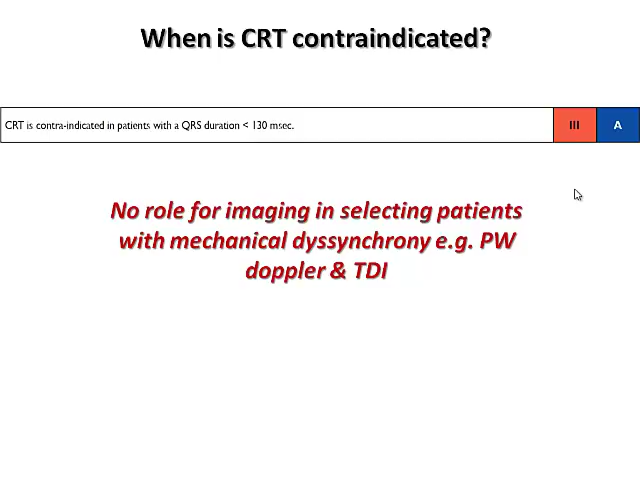 When is CRT contraindicated?
CRT is contra-indicated in patients with a QRS duration < 130 msec. III A
No role for imaging in selecting patients
with mechanical dyssynchrony e.g. PW
doppler & TDI